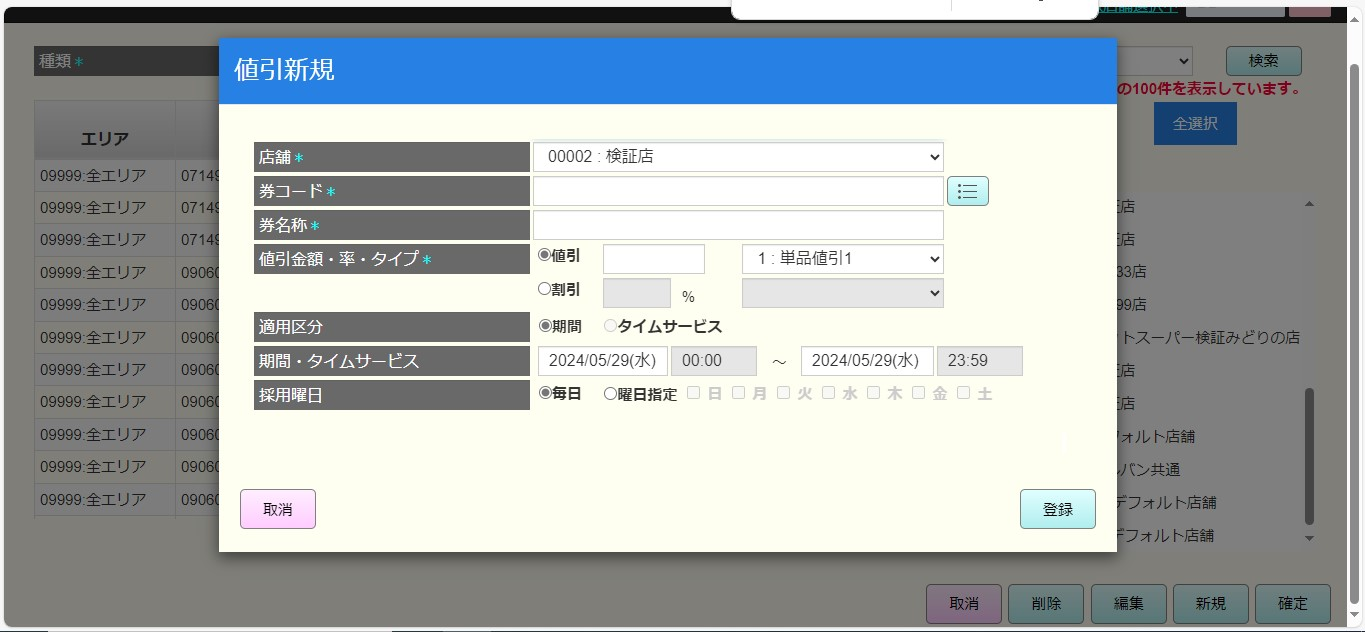 種類*
検索
の100件を表示しています。
全選択
エリア
09999:全エリア 0714
09999:全エリア 0714
09999:全エリア 0714
09999:全エリア 0906
09999:全エリア 0906
09999:全エリア 0906
09999:全エリア 0906
09999:全エリア 0906
09999:全エリア 0906
09999:全エリア 0906
09999:全エリア 0906
値引新規
店舗* 00002 : 検証店
券コード*
券名称*
値引金額・率・タイプ* 値引 1 : 単品値引1
割引 %
適用区分 期間 タイムサービス
期間・タイムサービス 2024/05/29(水) 00:00 ～ 2024/05/29(水) 23:59
採用曜日 毎日 曜日指定 日 月 火 水 木 金 土
取消 登録
店
店
33店
99店
トスーパー検証みどりの店
店
店
フォルト店舗
バン共通
デフォルト店舗
デフォルト店舗
取消 削除 編集 新規 確定